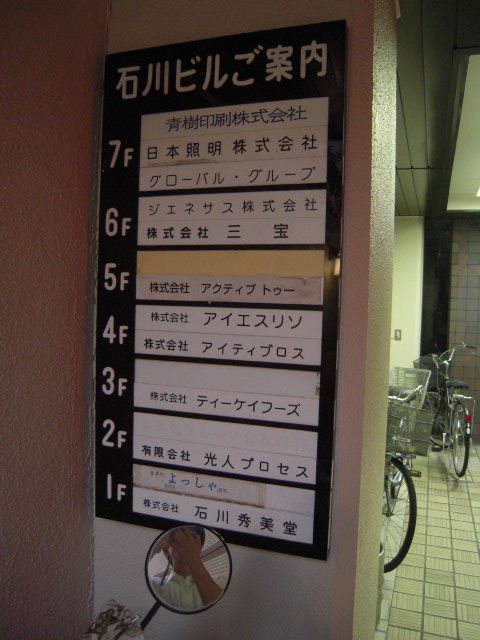 石川ビルご案内
7F
青樹印刷株式会社
日本照明株式会社
グローバル・グループ
6F
ジェネサス株式会社
株式会社 三宝
5F
株式会社 アクティブ トゥー
4F
株式会社 アイエスリソ
株式会社 アイティプロス
3F
株式会社 ティーケイフーズ
2F
有限会社 光人プロセス
1F
よっしゃ
株式会社 石川秀美堂